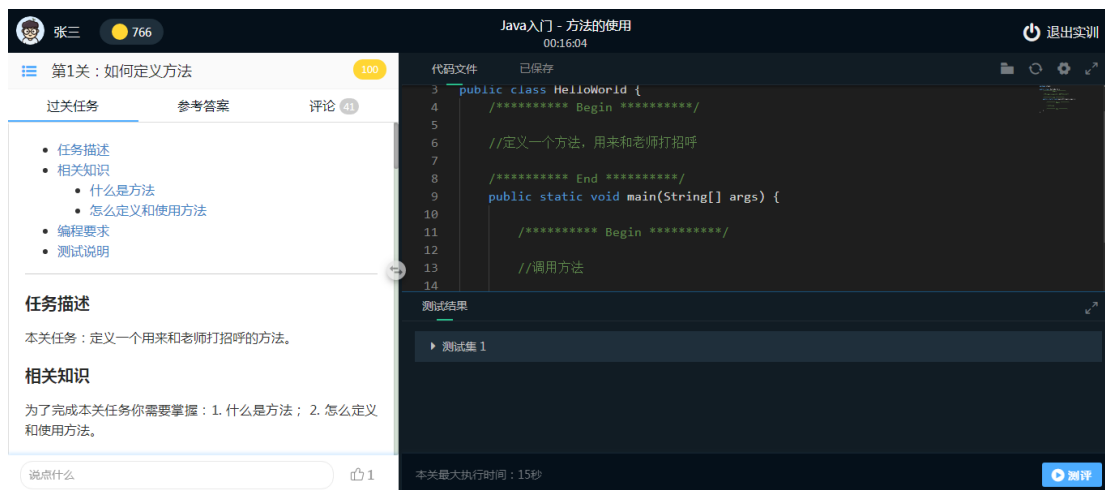 张三
766
Java入门 - 方法的使用
00:16:04
退出实训
第1关：如何定义方法
100
过关任务
参考答案
评论 41
任务描述
相关知识
什么是方法
怎么定义和使用方法
编程要求
测试说明
任务描述
本关任务：定义一个用来和老师打招呼的方法。
相关知识
为了完成本关任务你需要掌握：1. 什么是方法； 2. 怎么定义
和使用方法。
说点什么
1
代码文件
已保存
3 public class HelloWorld {
4 /********** Begin **********/
5
6 //定义一个方法，用来和老师打招呼
7
8 /********** End **********/
9 public static void main(String[] args) {
10
11 /********** Begin **********/
12
13 //调用方法
14
测试结果
测试集 1
本关最大执行时间：15秒
测评